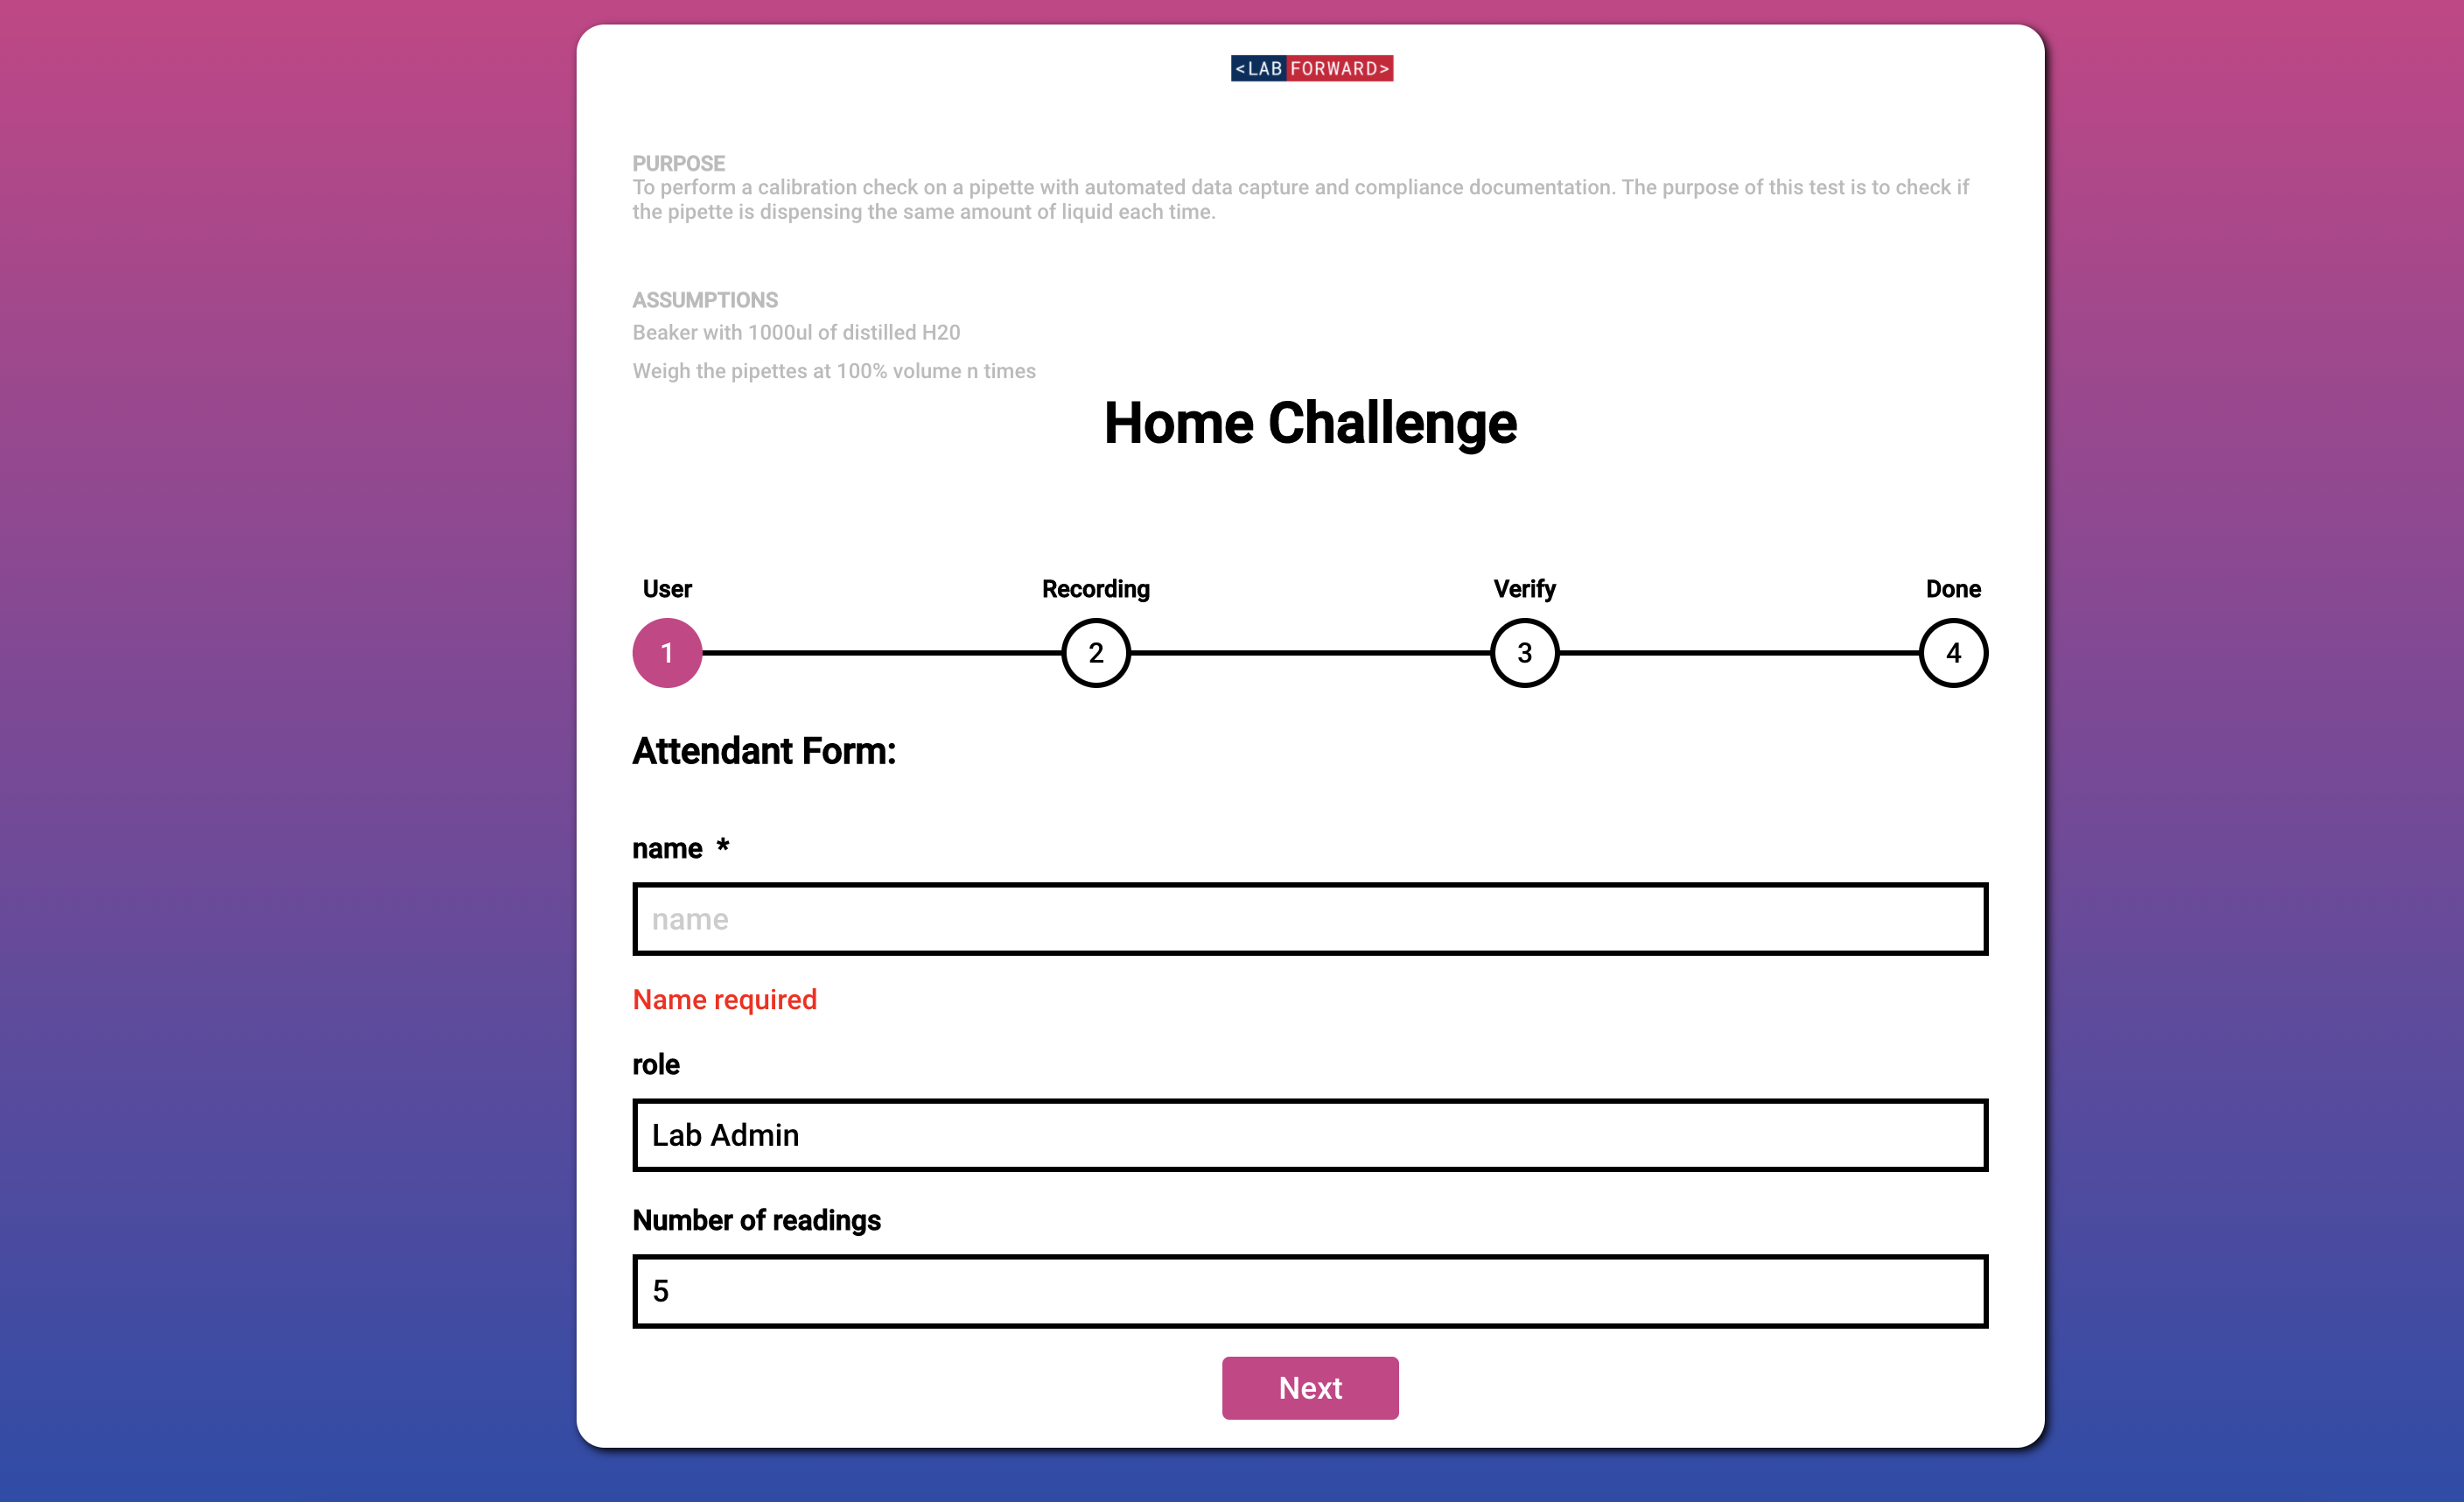 <LAB FORWARD>
PURPOSE
To perform a calibration check on a pipette with automated data capture and compliance documentation. The purpose of this test is to check if
the pipette is dispensing the same amount of liquid each time.
ASSUMPTIONS
Beaker with 1000ul of distilled H20
Weigh the pipettes at 100% volume n times
Home Challenge
User Recording Verify Done
1 2 3 4
Attendant Form:
name *
name
Name required
role
Lab Admin
Number of readings
5
Next